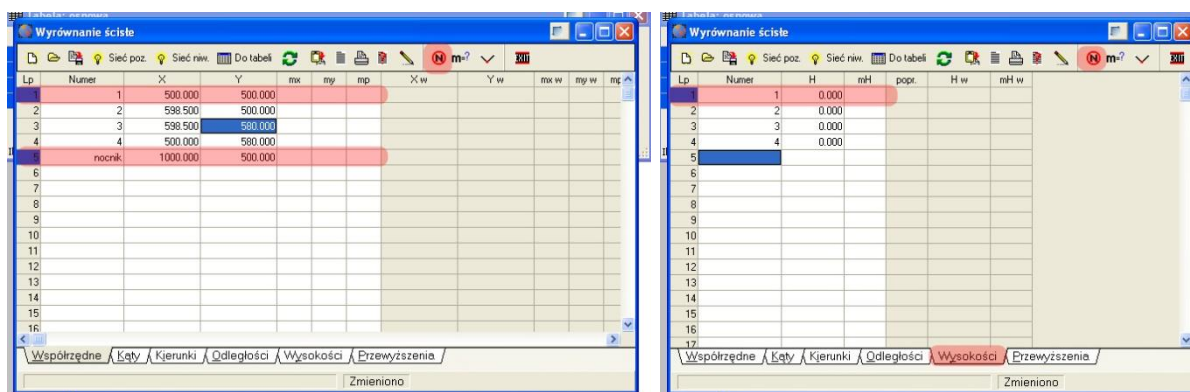 Tabela: osnowa
Wyrównanie ścisłe
Sieć poz. Sieć niw. Do tabeli N m=?
Lp Numer X Y mx my mp X w Y w mx w my w
1 1 500.000 500.000
2 2 598.500 500.000
3 3 598.500 580.000
4 4 500.000 580.000
5 nocnik 1000.000 500.000
6
7
8
9
10
11
12
13
14
15
16
Współrzędne Kąty Kierunki Odległości Wysokości Przewyższenia
Zmieniono
Wyrównanie ścisłe
Sieć poz. Sieć niw. Do tabeli N m=?
Lp Numer H mH popr. H w mH w
1 1 0.000
2 2 0.000
3 3 0.000
4 4 0.000
5
6
7
8
9
10
11
12
13
14
15
16
17
Współrzędne Kąty Kierunki Odległości Wysokości Przewyższenia
Zmieniono